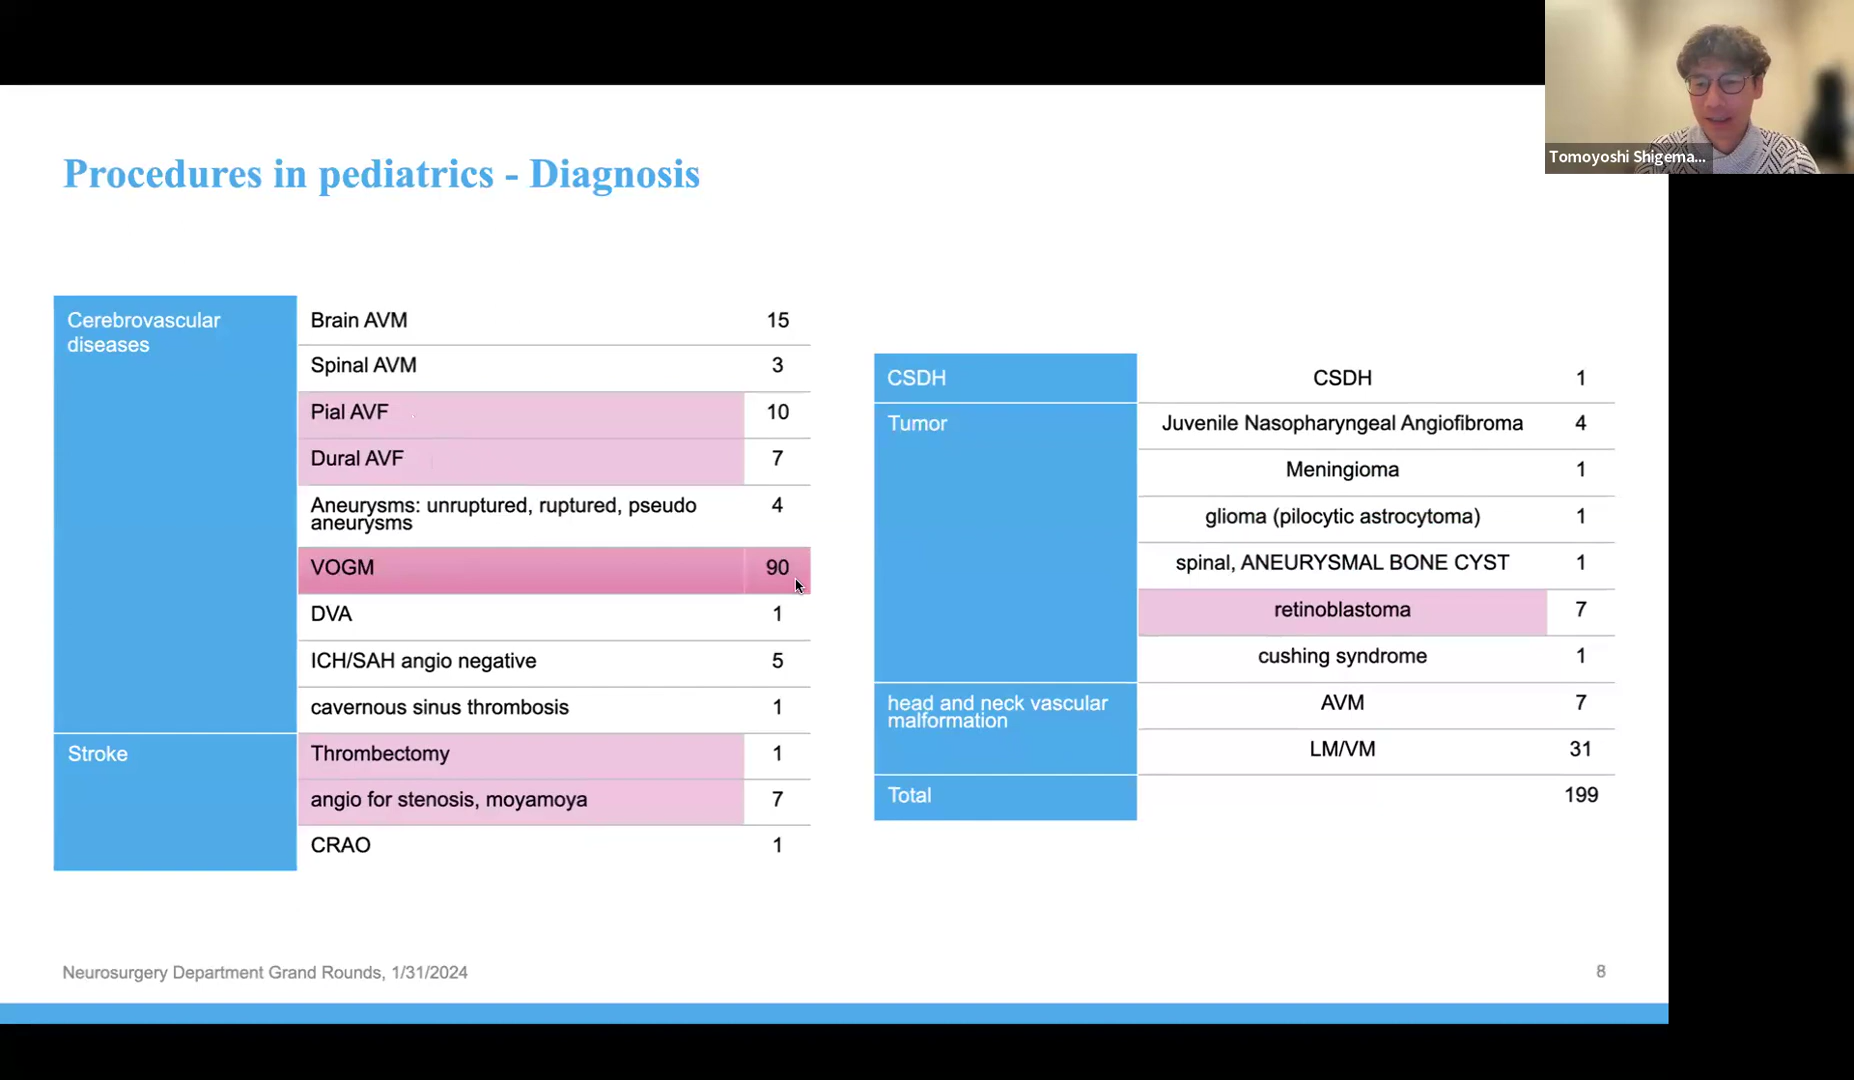 Tomoyoshi Shigema...
Procedures in pediatrics - Diagnosis
Cerebrovascular
diseases
Brain AVM 15
Spinal AVM 3
Pial AVF 10
Dural AVF 7
Aneurysms: unruptured, ruptured, pseudo
aneurysms
4
VOGM 90
DVA 1
ICH/SAH angio negative 5
cavernous sinus thrombosis 1
Stroke
Thrombectomy 1
angio for stenosis, moyamoya 7
CRAO 1
CSDH CSDH 1
Tumor
Juvenile Nasopharyngeal Angiofibroma 4
Meningioma 1
glioma (pilocytic astrocytoma) 1
spinal, ANEURYSMAL BONE CYST 1
retinoblastoma 7
cushing syndrome 1
head and neck vascular
malformation
AVM 7
LM/VM 31
Total 199
Neurosurgery Department Grand Rounds, 1/31/2024
8